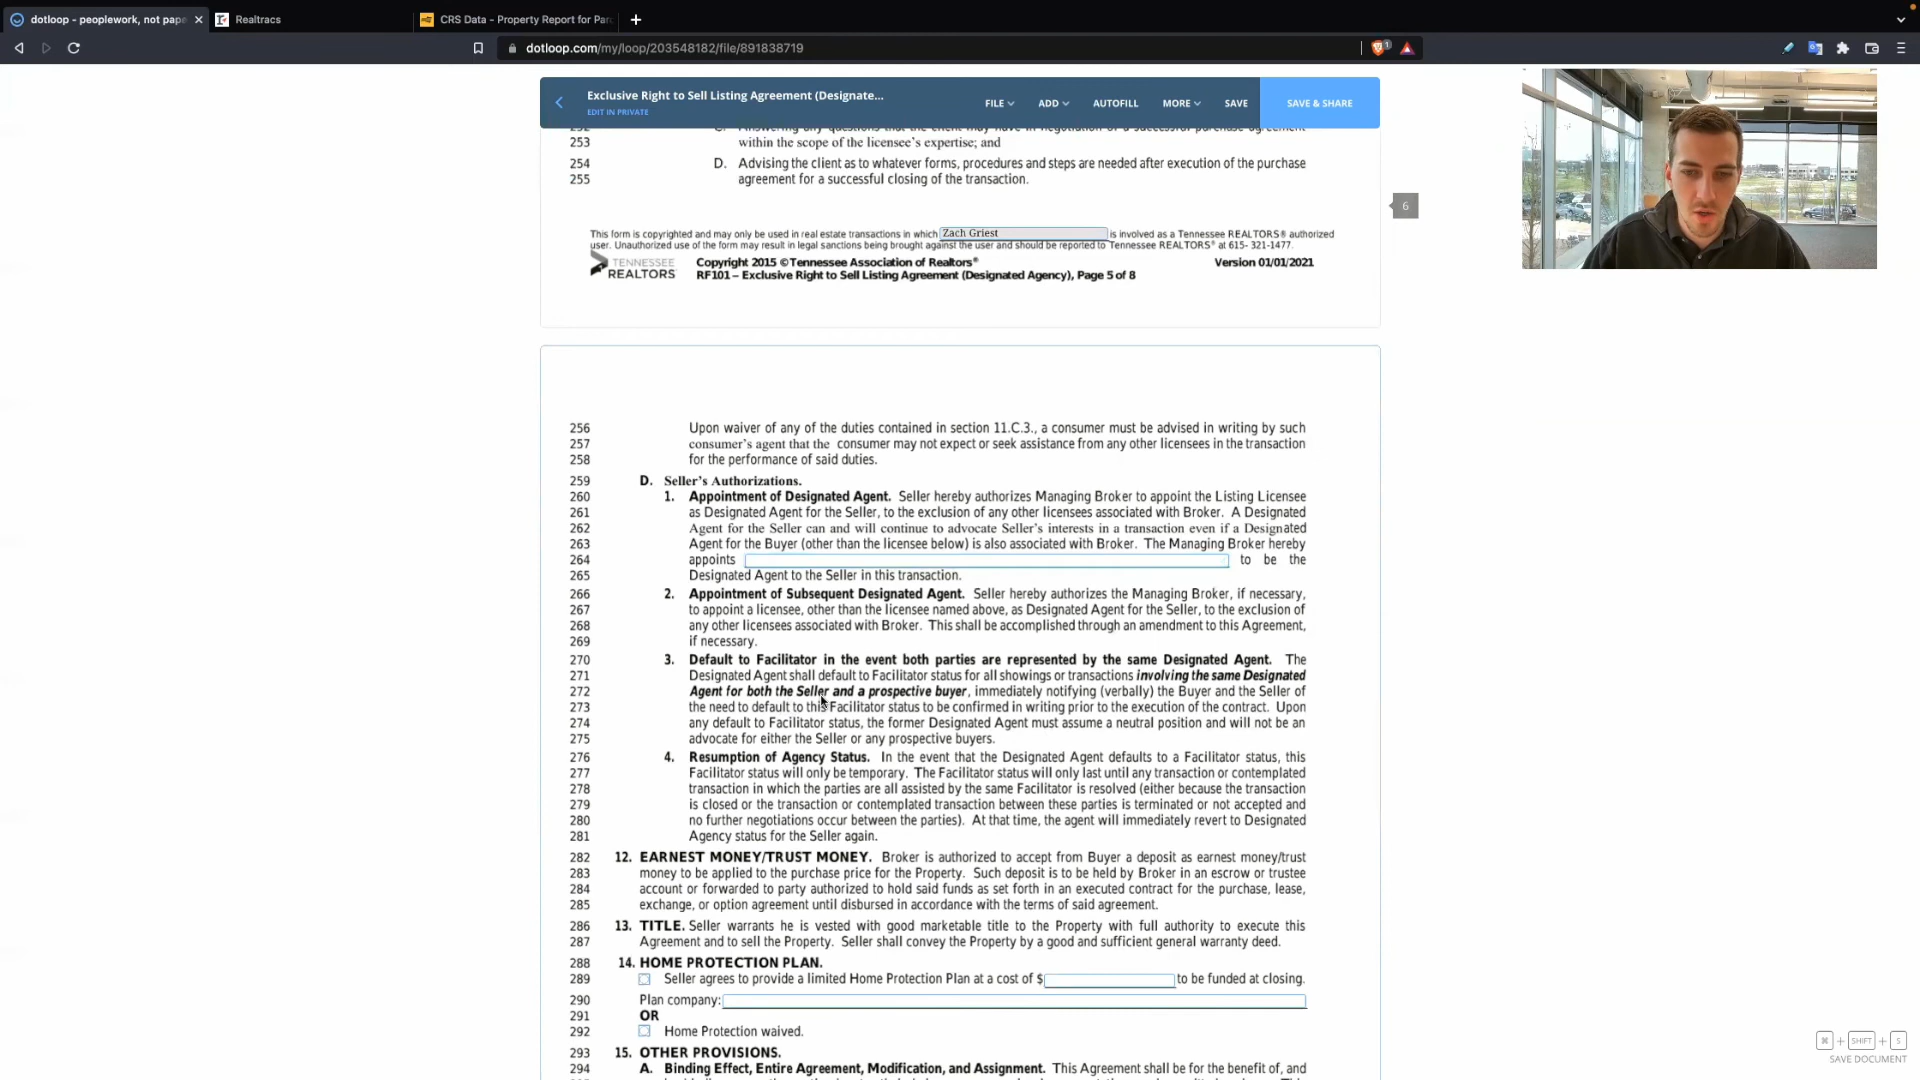 dotloop - peoplework, not pape
Realtracs
CRS Data - Property Report for Par
dotloop.com/my/loop/203548182/file/891838719
1
Exclusive Right to Sell Listing Agreement (Designate...
EDIT IN PRIVATE
FILE
ADD
AUTOFILL
MORE
SAVE
SAVE & SHARE
252 C. Answering any questions that the client may have in negotiation of a successful purchase agreement
253 within the scope of the licensee's expertise; and
254 D. Advising the client as to whatever forms, procedures and steps are needed after execution of the purchase
255 agreement for a successful closing of the transaction.
6
This form is copyrighted and may only be used in real estate transactions in which Zach Griest is involved as a Tennessee REALTORS® authorized
user. Unauthorized use of the form may result in legal sanctions being brought against the user and should be reported to Tennessee REALTORS® at 615- 321-1477.
TENNESSEE
REALTORS
Copyright 2015 © Tennessee Association of Realtors®
Version 01/01/2021
RF101 – Exclusive Right to Sell Listing Agreement (Designated Agency), Page 5 of 8
256 Upon waiver of any of the duties contained in section 11.C.3., a consumer must be advised in writing by such
257 consumer's agent that the consumer may not expect or seek assistance from any other licensees in the transaction
258 for the performance of said duties.
259 D. Seller's Authorizations.
260 1. Appointment of Designated Agent. Seller hereby authorizes Managing Broker to appoint the Listing Licensee
261 as Designated Agent for the Seller, to the exclusion of any other licensees associated with Broker. A Designated
262 Agent for the Seller can and will continue to advocate Seller's interests in a transaction even if a Designated
263 Agent for the Buyer (other than the licensee below) is also associated with Broker. The Managing Broker hereby
264 appoints to be the
265 Designated Agent to the Seller in this transaction.
266 2. Appointment of Subsequent Designated Agent. Seller hereby authorizes the Managing Broker, if necessary,
267 to appoint a licensee, other than the licensee named above, as Designated Agent for the Seller, to the exclusion of
268 any other licensees associated with Broker. This shall be accomplished through an amendment to this Agreement,
269 if necessary.
270 3. Default to Facilitator in the event both parties are represented by the same Designated Agent. The
271 Designated Agent shall default to Facilitator status for all showings or transactions involving the same Designated
272 Agent for both the Seller and a prospective buyer, immediately notifying (verbally) the Buyer and the Seller of
273 the need to default to this Facilitator status to be confirmed in writing prior to the execution of the contract. Upon
274 any default to Facilitator status, the former Designated Agent must assume a neutral position and will not be an
275 advocate for either the Seller or any prospective buyers.
276 4. Resumption of Agency Status. In the event that the Designated Agent defaults to a Facilitator status, this
277 Facilitator status will only be temporary. The Facilitator status will only last until any transaction or contemplated
278 transaction in which the parties are all assisted by the same Facilitator is resolved (either because the transaction
279 is closed or the transaction or contemplated transaction between these parties is terminated or not accepted and
280 no further negotiations occur between the parties). At that time, the agent will immediately revert to Designated
281 Agency status for the Seller again.
282 12. EARNEST MONEY/TRUST MONEY. Broker is authorized to accept from Buyer a deposit as earnest money/trust
283 money to be applied to the purchase price for the Property. Such deposit is to be held by Broker in an escrow or trustee
284 account or forwarded to party authorized to hold said funds as set forth in an executed contract for the purchase, lease,
285 exchange, or option agreement until disbursed in accordance with the terms of said agreement.
286 13. TITLE. Seller warrants he is vested with good marketable title to the Property with full authority to execute this
287 Agreement and to sell the Property. Seller shall convey the Property by a good and sufficient general warranty deed.
288 14. HOME PROTECTION PLAN.
289 Seller agrees to provide a limited Home Protection Plan at a cost of $ to be funded at closing.
290 Plan company:
291 OR
292 Home Protection waived.
293 15. OTHER PROVISIONS.
294 A. Binding Effect, Entire Agreement, Modification, and Assignment. This Agreement shall be for the benefit of, and
⌘ + SHIFT + S
SAVE DOCUMENT